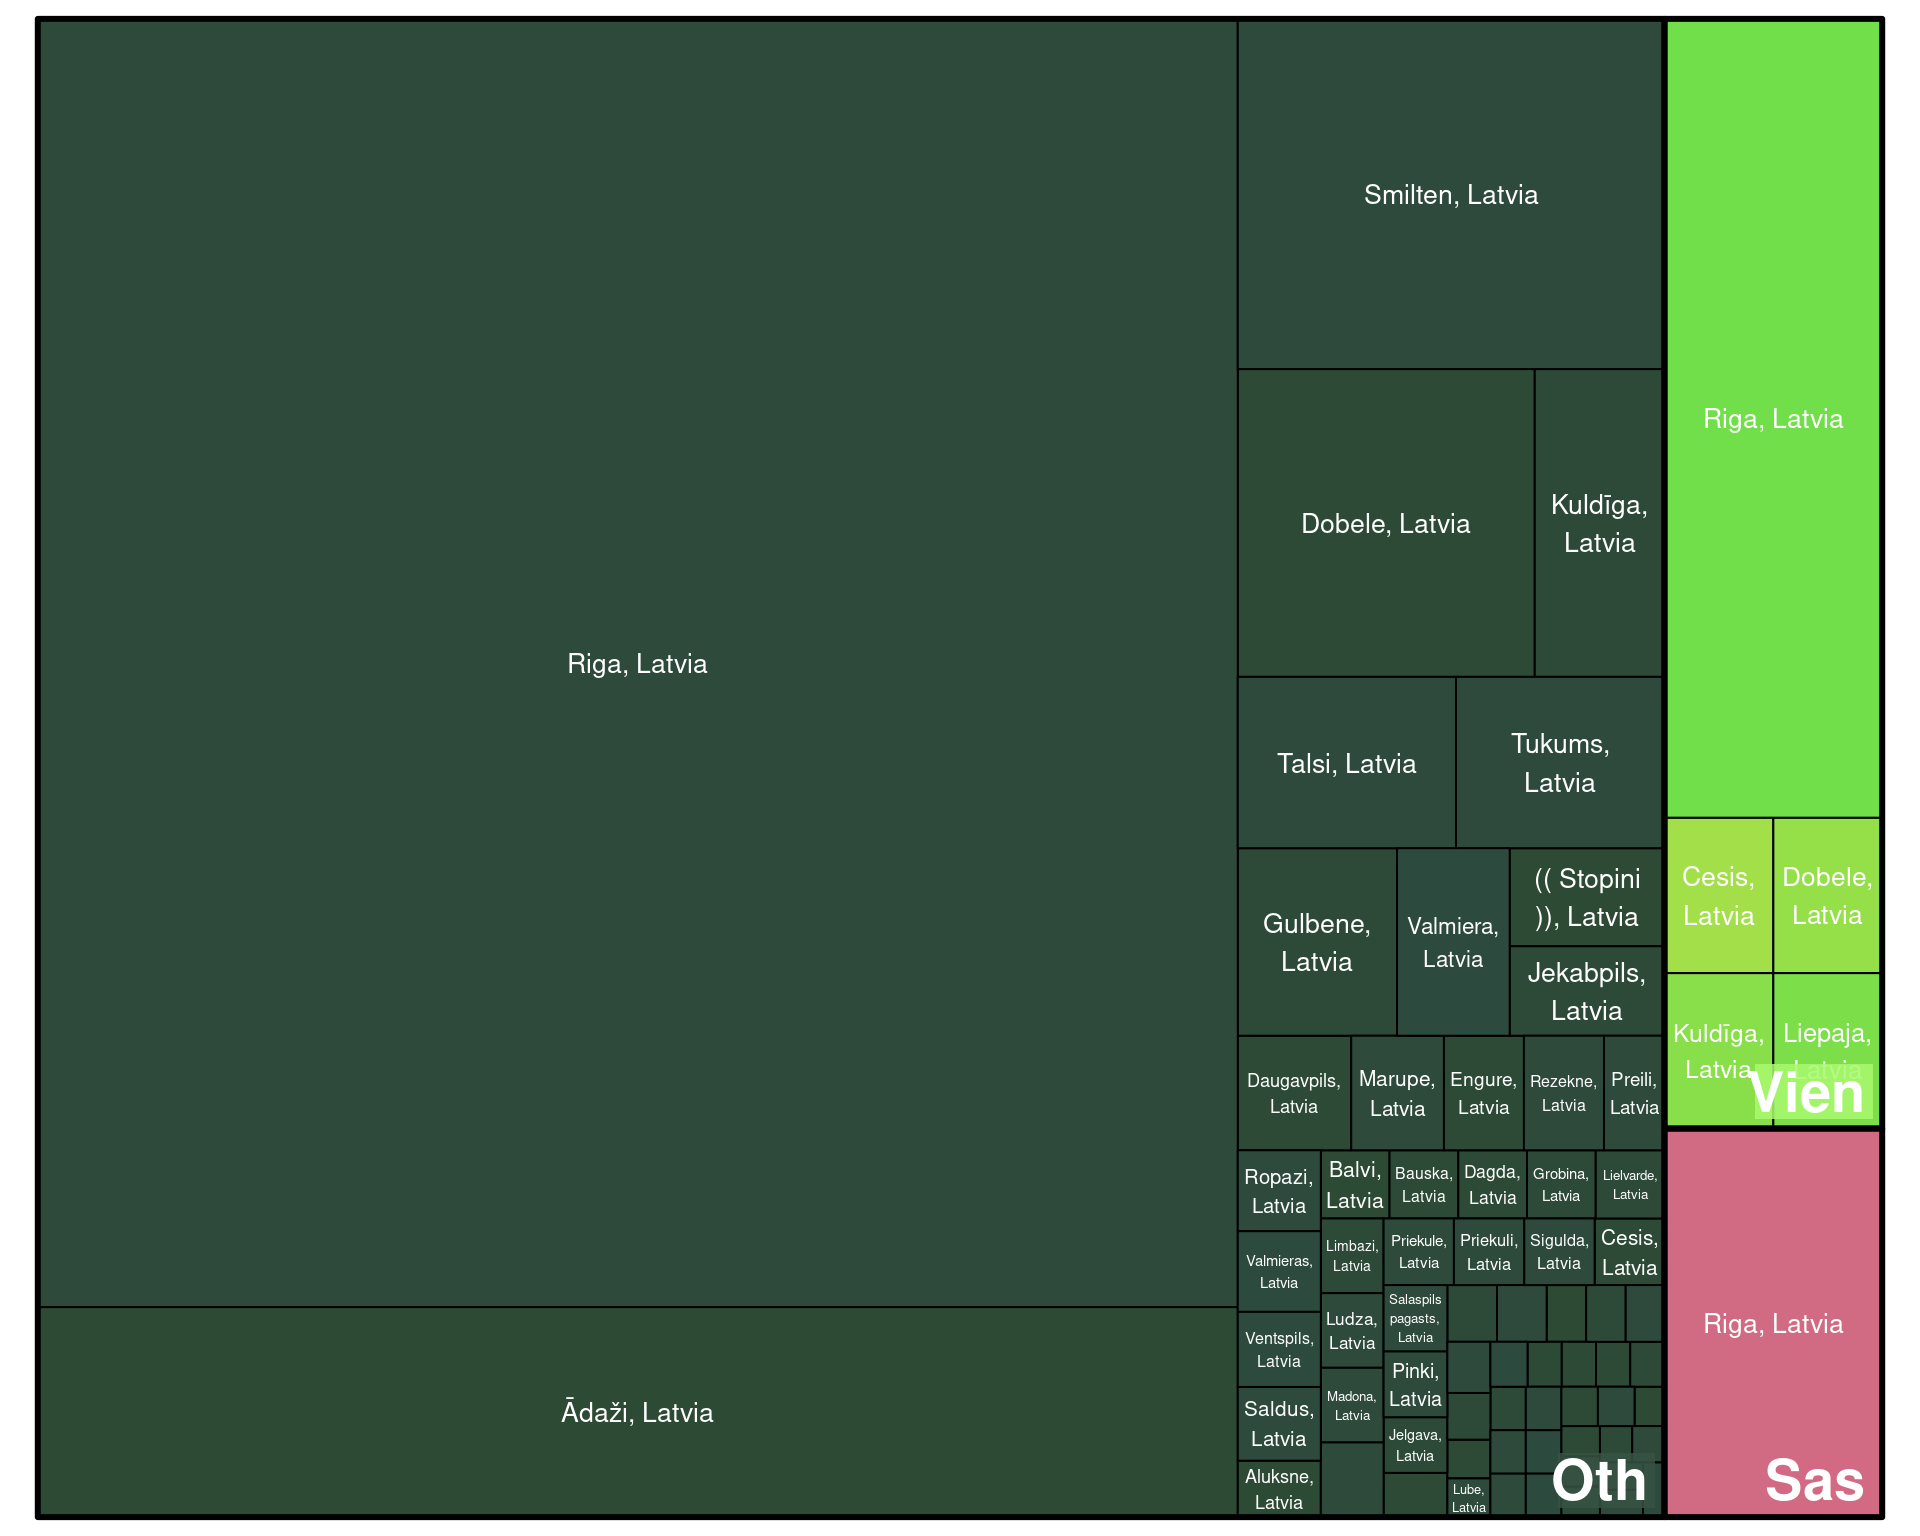 Riga, Latvia
Ādaži, Latvia
Smilten, Latvia
Dobele, Latvia
Kuldīga,
Latvia
Talsi, Latvia
Tukums,
Latvia
Gulbene,
Latvia
Valmiera,
Latvia
(( Stopini
)), Latvia
Jekabpils,
Latvia
Daugavpils,
Latvia
Marupe,
Latvia
Engure,
Latvia
Rezekne,
Latvia
Preili,
Latvia
Ropazi,
Latvia
Valmieras,
Latvia
Ventspils,
Latvia
Saldus,
Latvia
Aluksne,
Latvia
Balvi,
Latvia
Bauska,
Latvia
Dagda,
Latvia
Grobina,
Latvia
Lielvarde,
Latvia
Limbazi,
Latvia
Ludza,
Latvia
Madona,
Latvia
Priekule,
Latvia
Priekuli,
Latvia
Sigulda,
Latvia
Cesis,
Latvia
Salaspils
pagasts,
Latvia
Pinki,
Latvia
Jelgava,
Latvia
Lube,
Latvia
Oth
Riga, Latvia
Cesis,
Latvia
Dobele,
Latvia
Kuldīga,
Latvia
Liepaja,
Latvia
Vien
Riga, Latvia
Sas